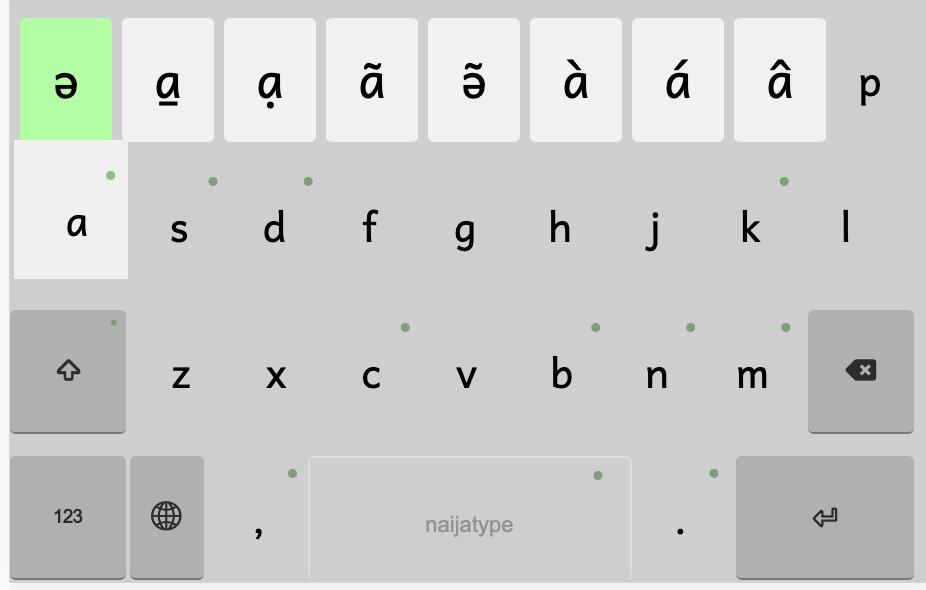 ə a̱ ạ ã ə̃ à á â p
a s d f g h j k l
z x c v b n m
123 , naijatype .